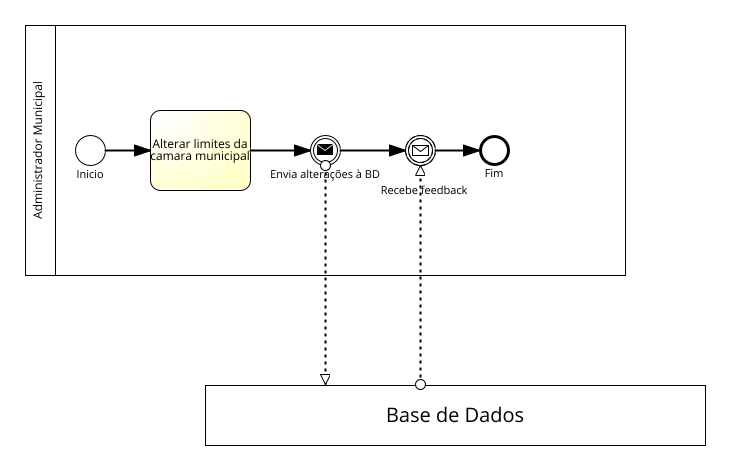 Administrador Municipal
Inicio
Alterar limites da
camara municipal
Envia alterações à BD
Recebe feedback
Fim
Base de Dados